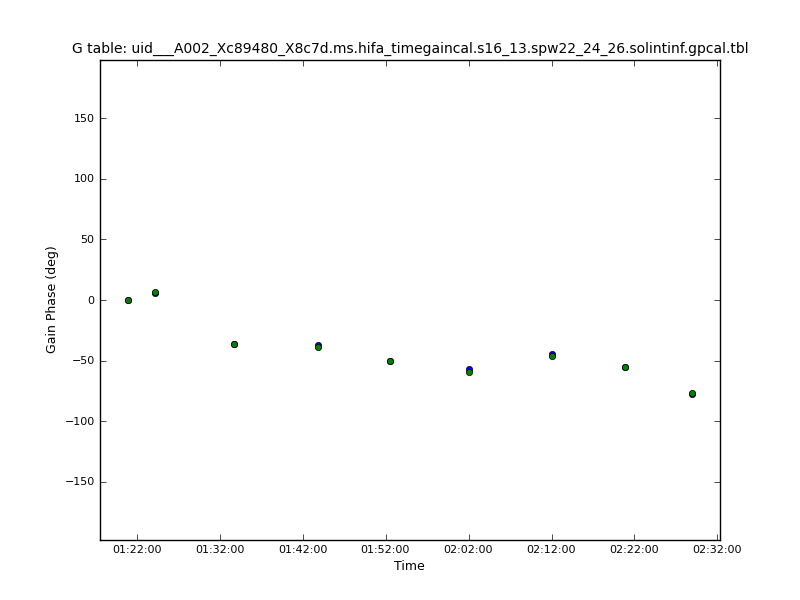 G table: uid___A002_Xc89480_X8c7d.ms.hifa_timegaincal.s16_13.spw22_24_26.solintinf.gpcal.tbl
150
100
50
0
−50
−100
−150
Gain Phase (deg)
01:22:00 01:32:00 01:42:00 01:52:00 02:02:00 02:12:00 02:22:00 02:32:00
Time